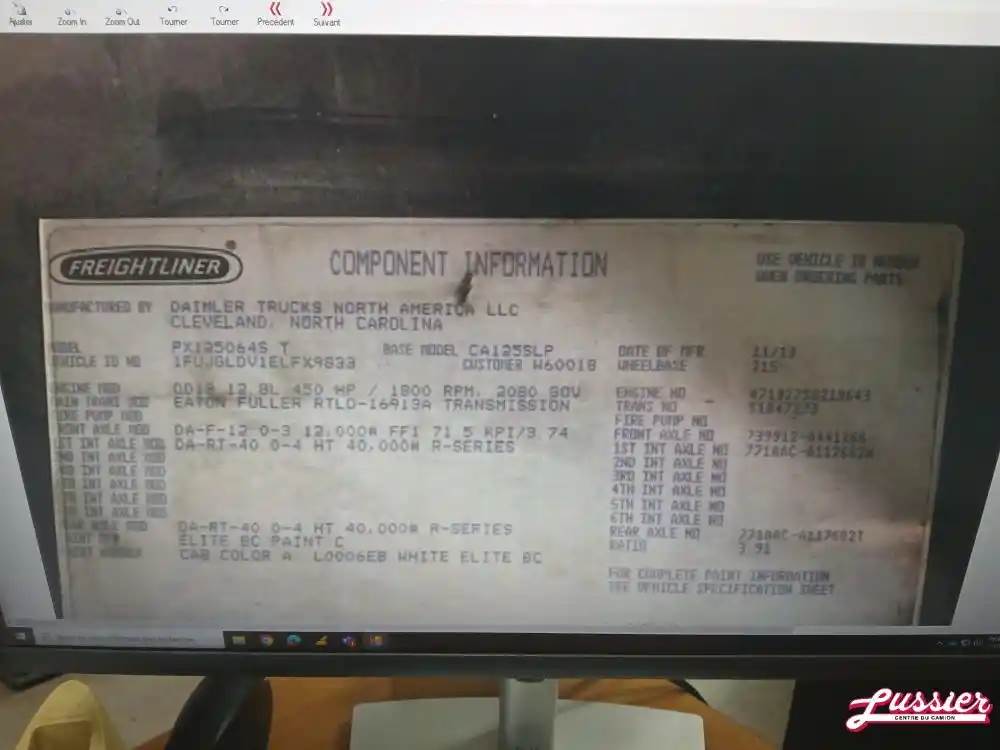 Ajuster Zoom In Zoom Out Tourner Tourner Précédent Suivant
FREIGHTLINER
COMPONENT INFORMATION
USE VEHICLE ID NUMBER
WHEN ORDERING PARTS
MANUFACTURED BY DAIMLER TRUCKS NORTH AMERICA LLC
CLEVELAND, NORTH CAROLINA
MODEL PX125064S T BASE MODEL CA125SLP DATE OF MFR 11/13
VEHICLE ID NO 1FUJGLDV1ELFX9833 CUSTOMER W60018 WHEELBASE 215
ENGINE MOD 12.8L 450 HP / 1800 RPM, 2080 GOV ENGINE NO
MAIN TRANS MOD EATON FULLER RTLO-16913A TRANSMISSION TRANS NO
FIRE PUMP MOD FIRE PUMP NO
FRONT AXLE MOD DA-F-12.0-3 12,000# FF1 71.5 KPI/3.74 FRONT AXLE NO
1ST INT AXLE MOD DA-RT-40.0-4 HT 40,000# R-SERIES 1ST INT AXLE NO
2ND INT AXLE MOD 2ND INT AXLE NO
3RD INT AXLE MOD 3RD INT AXLE NO
4TH INT AXLE MOD 4TH INT AXLE NO
5TH INT AXLE MOD 5TH INT AXLE NO
6TH INT AXLE MOD 6TH INT AXLE NO
REAR AXLE MOD DA-RT-40.0-4 HT 40,000# R-SERIES REAR AXLE NO
PAINT MFR ELITE BC PAINT C RATIO 3.91
PAINT NUMBER CAB COLOR A: L0006EB WHITE ELITE BC
FOR COMPLETE PAINT INFORMATION
SEE VEHICLE SPECIFICATION SHEET
Lussier
CENTRE DU CAMION